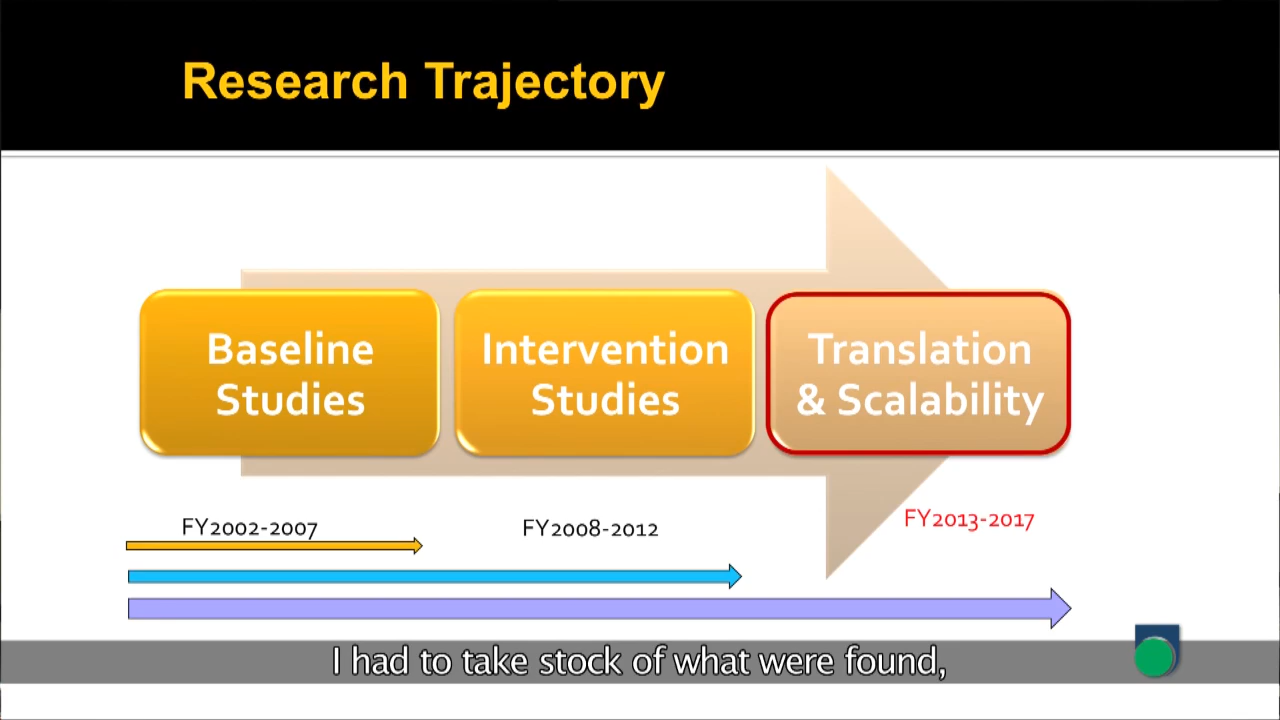 Research Trajectory
Baseline
Studies
Intervention
Studies
Translation
& Scalability
FY2002-2007
FY2008-2012
FY2013-2017
I had to take stock of what were found,